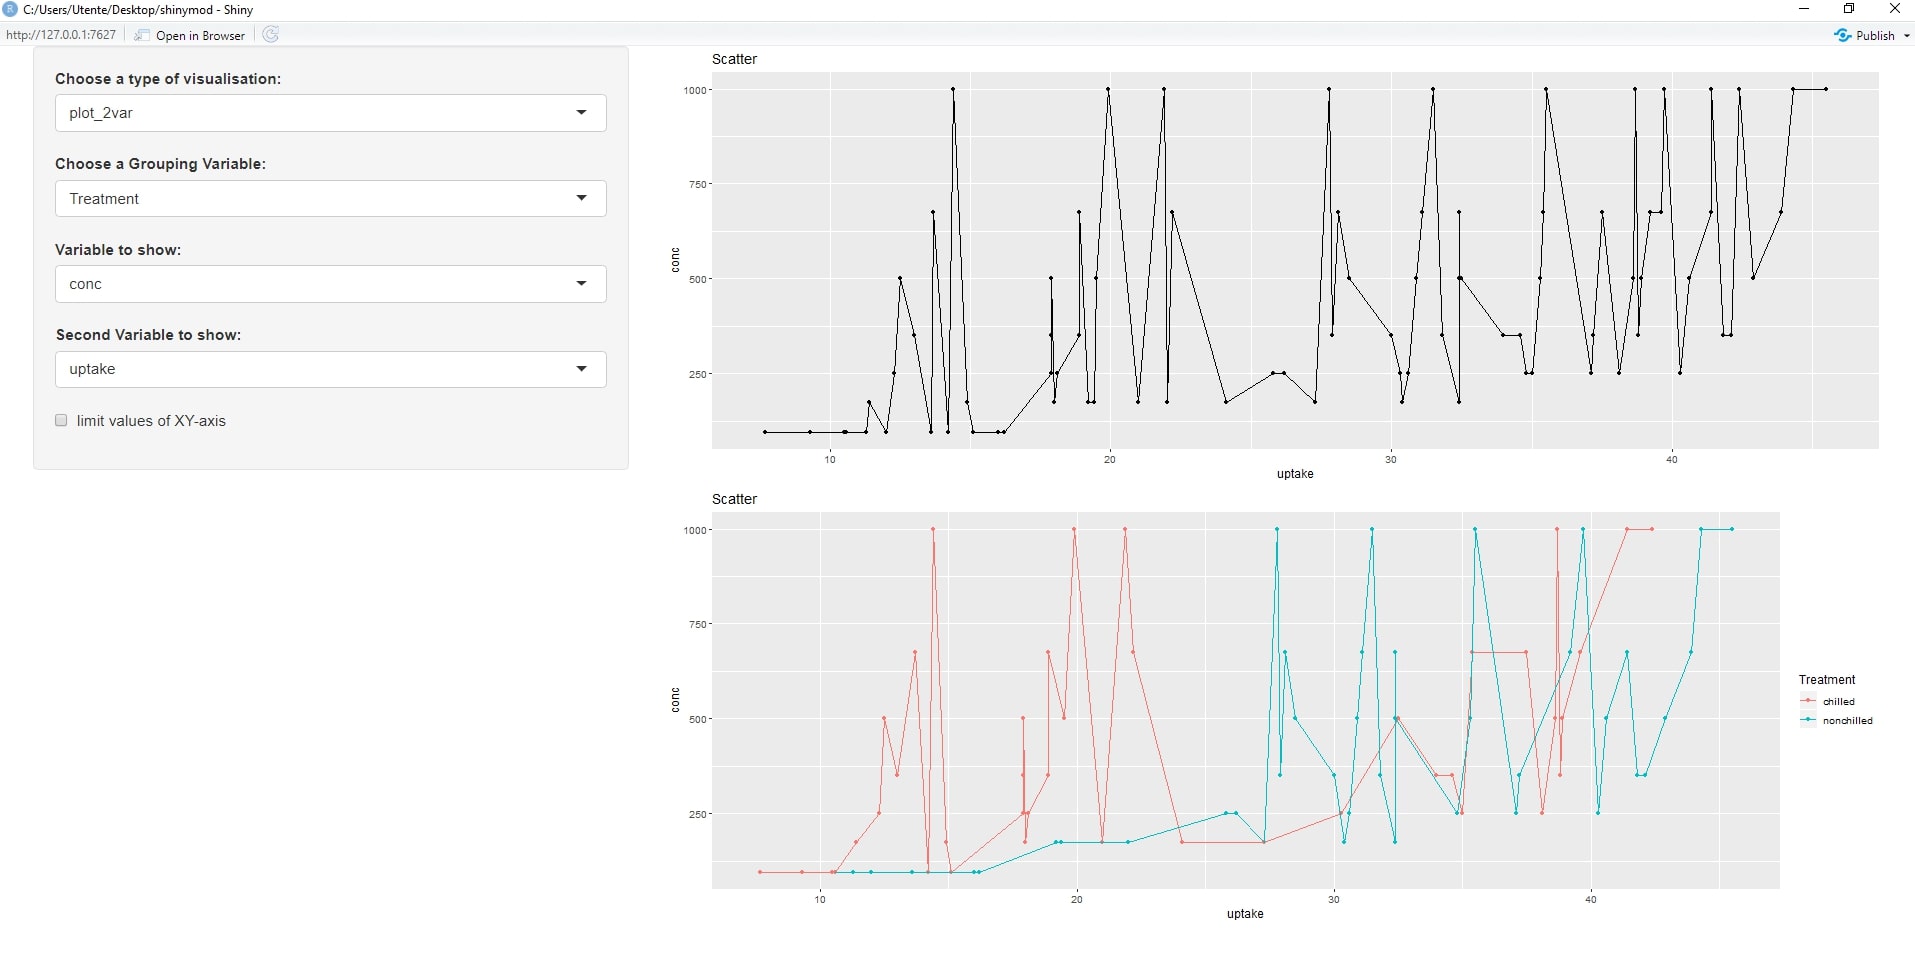 C:/Users/Utente/Desktop/shinymod - Shiny
http://127.0.0.1:7627 Open in Browser Publish
Choose a type of visualisation:
plot_2var
Choose a Grouping Variable:
Treatment
Variable to show:
conc
Second Variable to show:
uptake
limit values of XY-axis
Scatter
1000
750
500
250
conc
10 20 30 40
uptake
Scatter
1000
750
500
250
conc
10 20 30 40
uptake
Treatment
chilled
nonchilled